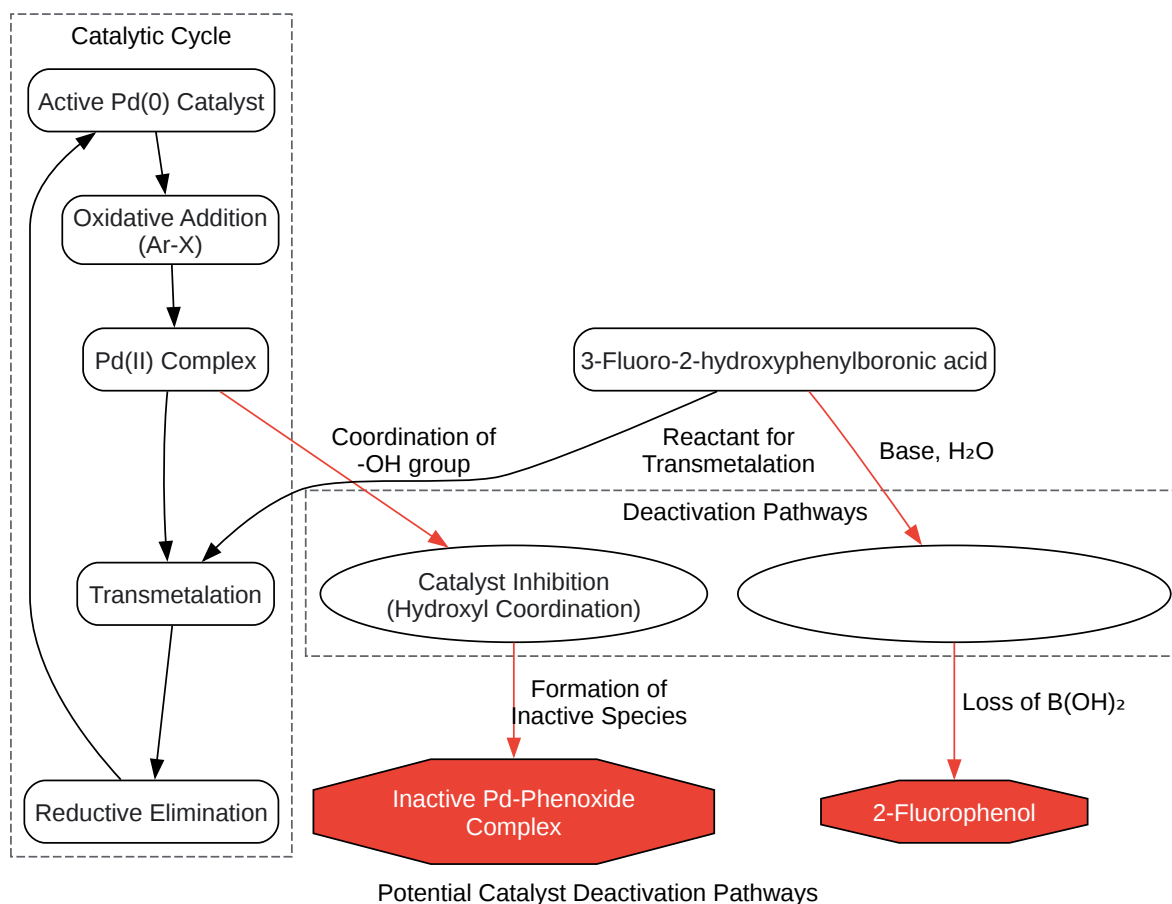 Catalytic Cycle
Active Pd(0) Catalyst
Oxidative Addition
(Ar-X)
Pd(II) Complex
3-Fluoro-2-hydroxyphenylboronic acid
Coordination of
-OH group
Reactant for
Transmetalation
Base, H₂O
Deactivation Pathways
Transmetalation
Catalyst Inhibition
(Hydroxyl Coordination)
Formation of
Inactive Species
Loss of B(OH)₂
Reductive Elimination
Inactive Pd-Phenoxide
Complex
2-Fluorophenol
Potential Catalyst Deactivation Pathways